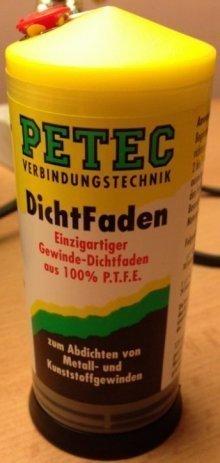 PETEC
VERBINDUNGSTECHNIK
DichtFaden
Einzigartiger
Gewinde-Dichtfaden
aus 100% P.T.F.E.
zum Abdichten von
Metall- und
Kunststoffgewinden